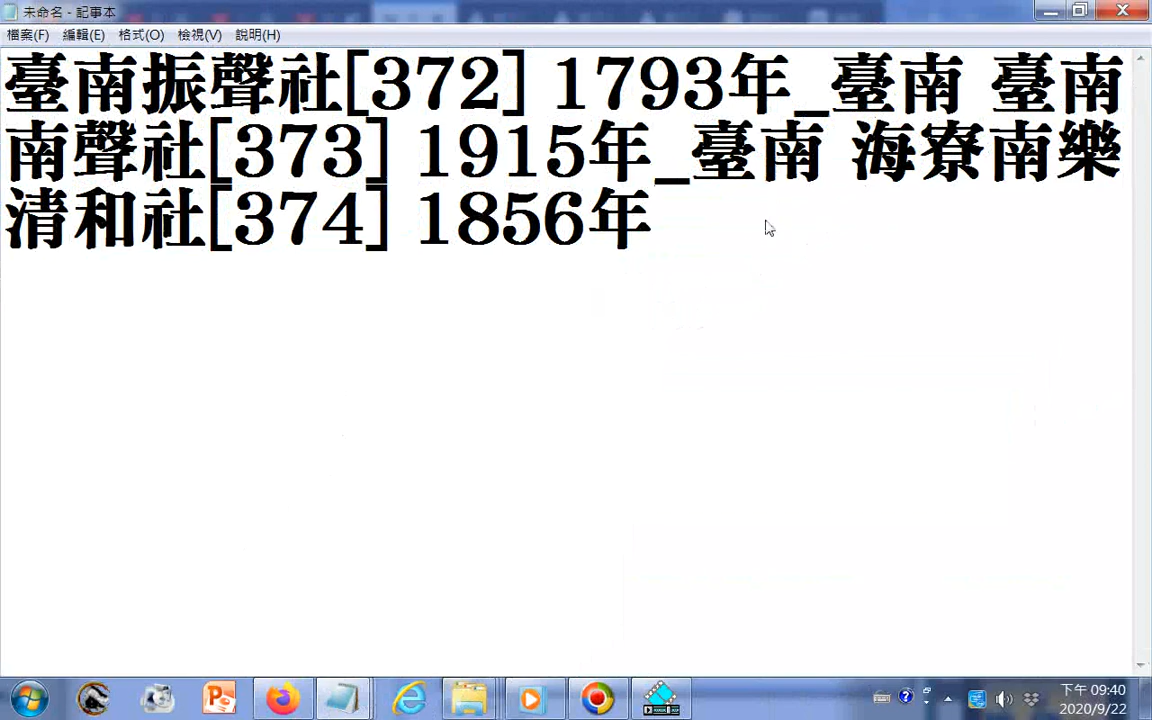 未命名 - 記事本
檔案(F) 編輯(E) 格式(O) 檢視(V) 說明(H)
臺南振聲社[372] 1793年_臺南 臺南
南聲社[373] 1915年_臺南 海寮南樂
清和社[374] 1856年
下午 09:40
2020/9/22